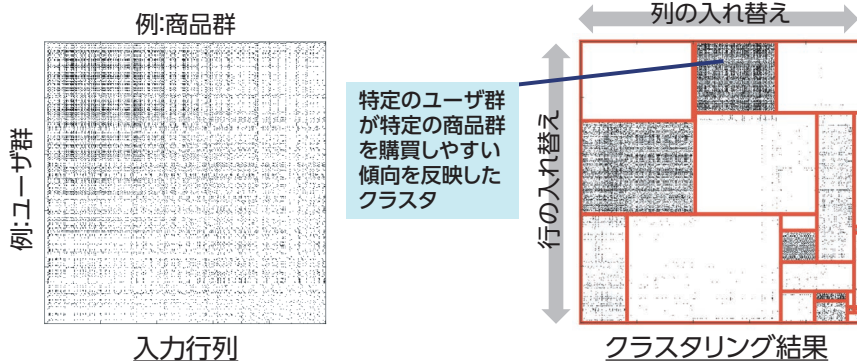 例:商品群
例:ユーザ群
入力行列
特定のユーザ群
が特定の商品群
を購買しやすい
傾向を反映した
クラスタ
列の入れ替え
行の入れ替え
クラスタリング結果